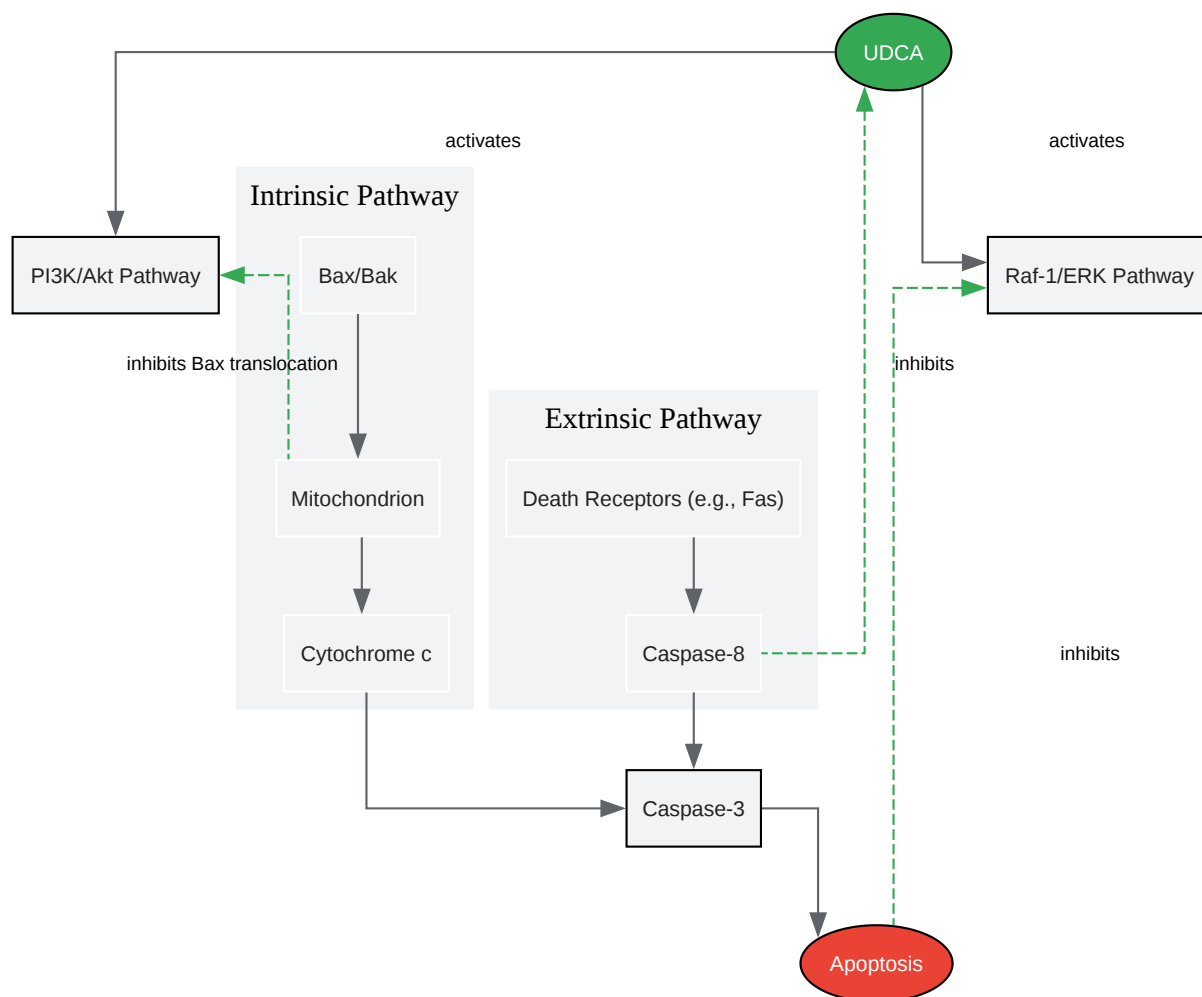 UDCA
activates
activates
Intrinsic Pathway
PI3K/Akt Pathway
Bax/Bak
Raf-1/ERK Pathway
inhibits Bax translocation
inhibits
Extrinsic Pathway
Mitochondrion
Death Receptors (e.g., Fas)
Cytochrome c
Caspase-8
inhibits
Caspase-3
Apoptosis